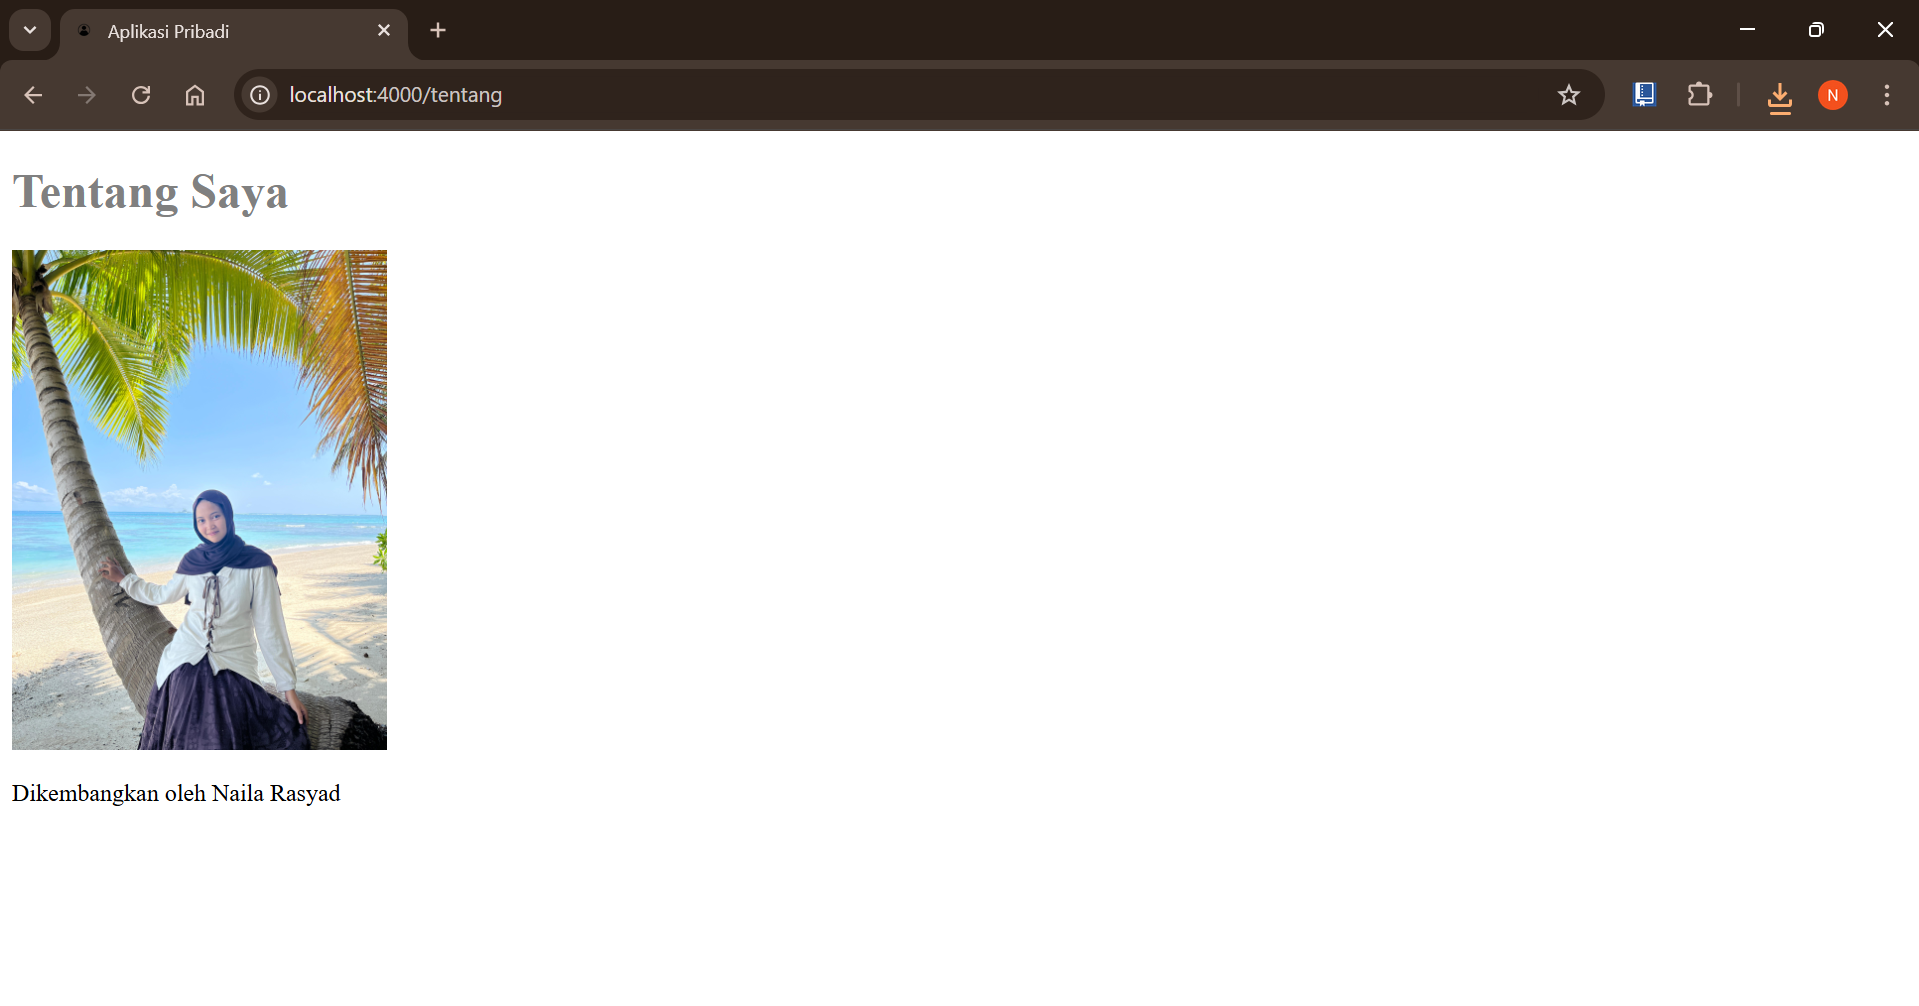 Aplikasi Pribadi
localhost:4000/tentang
N
Tentang Saya
Dikembangkan oleh Naila Rasyad